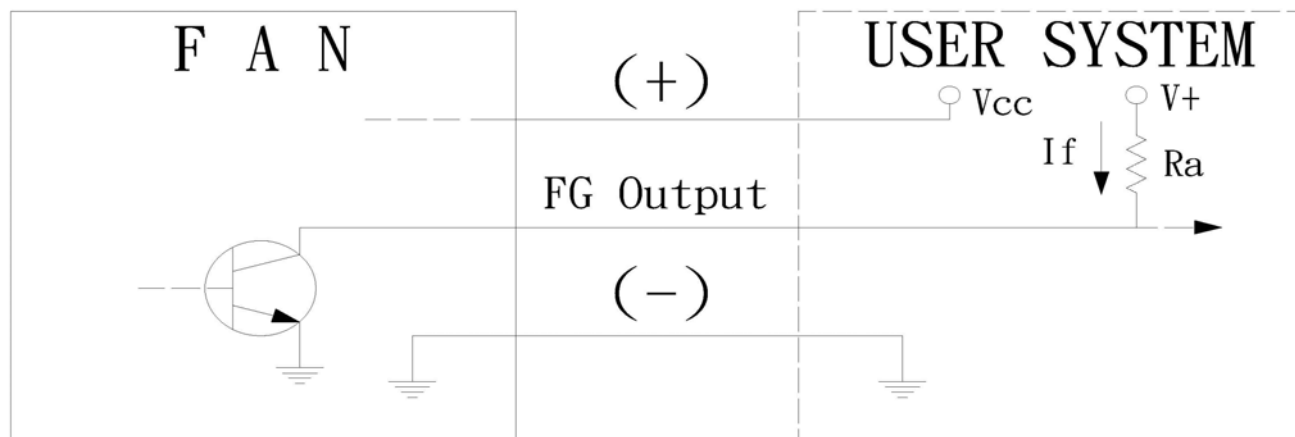 F A N
USER SYSTEM
(+)
Vcc
V+
If
Ra
FG Output
(-)